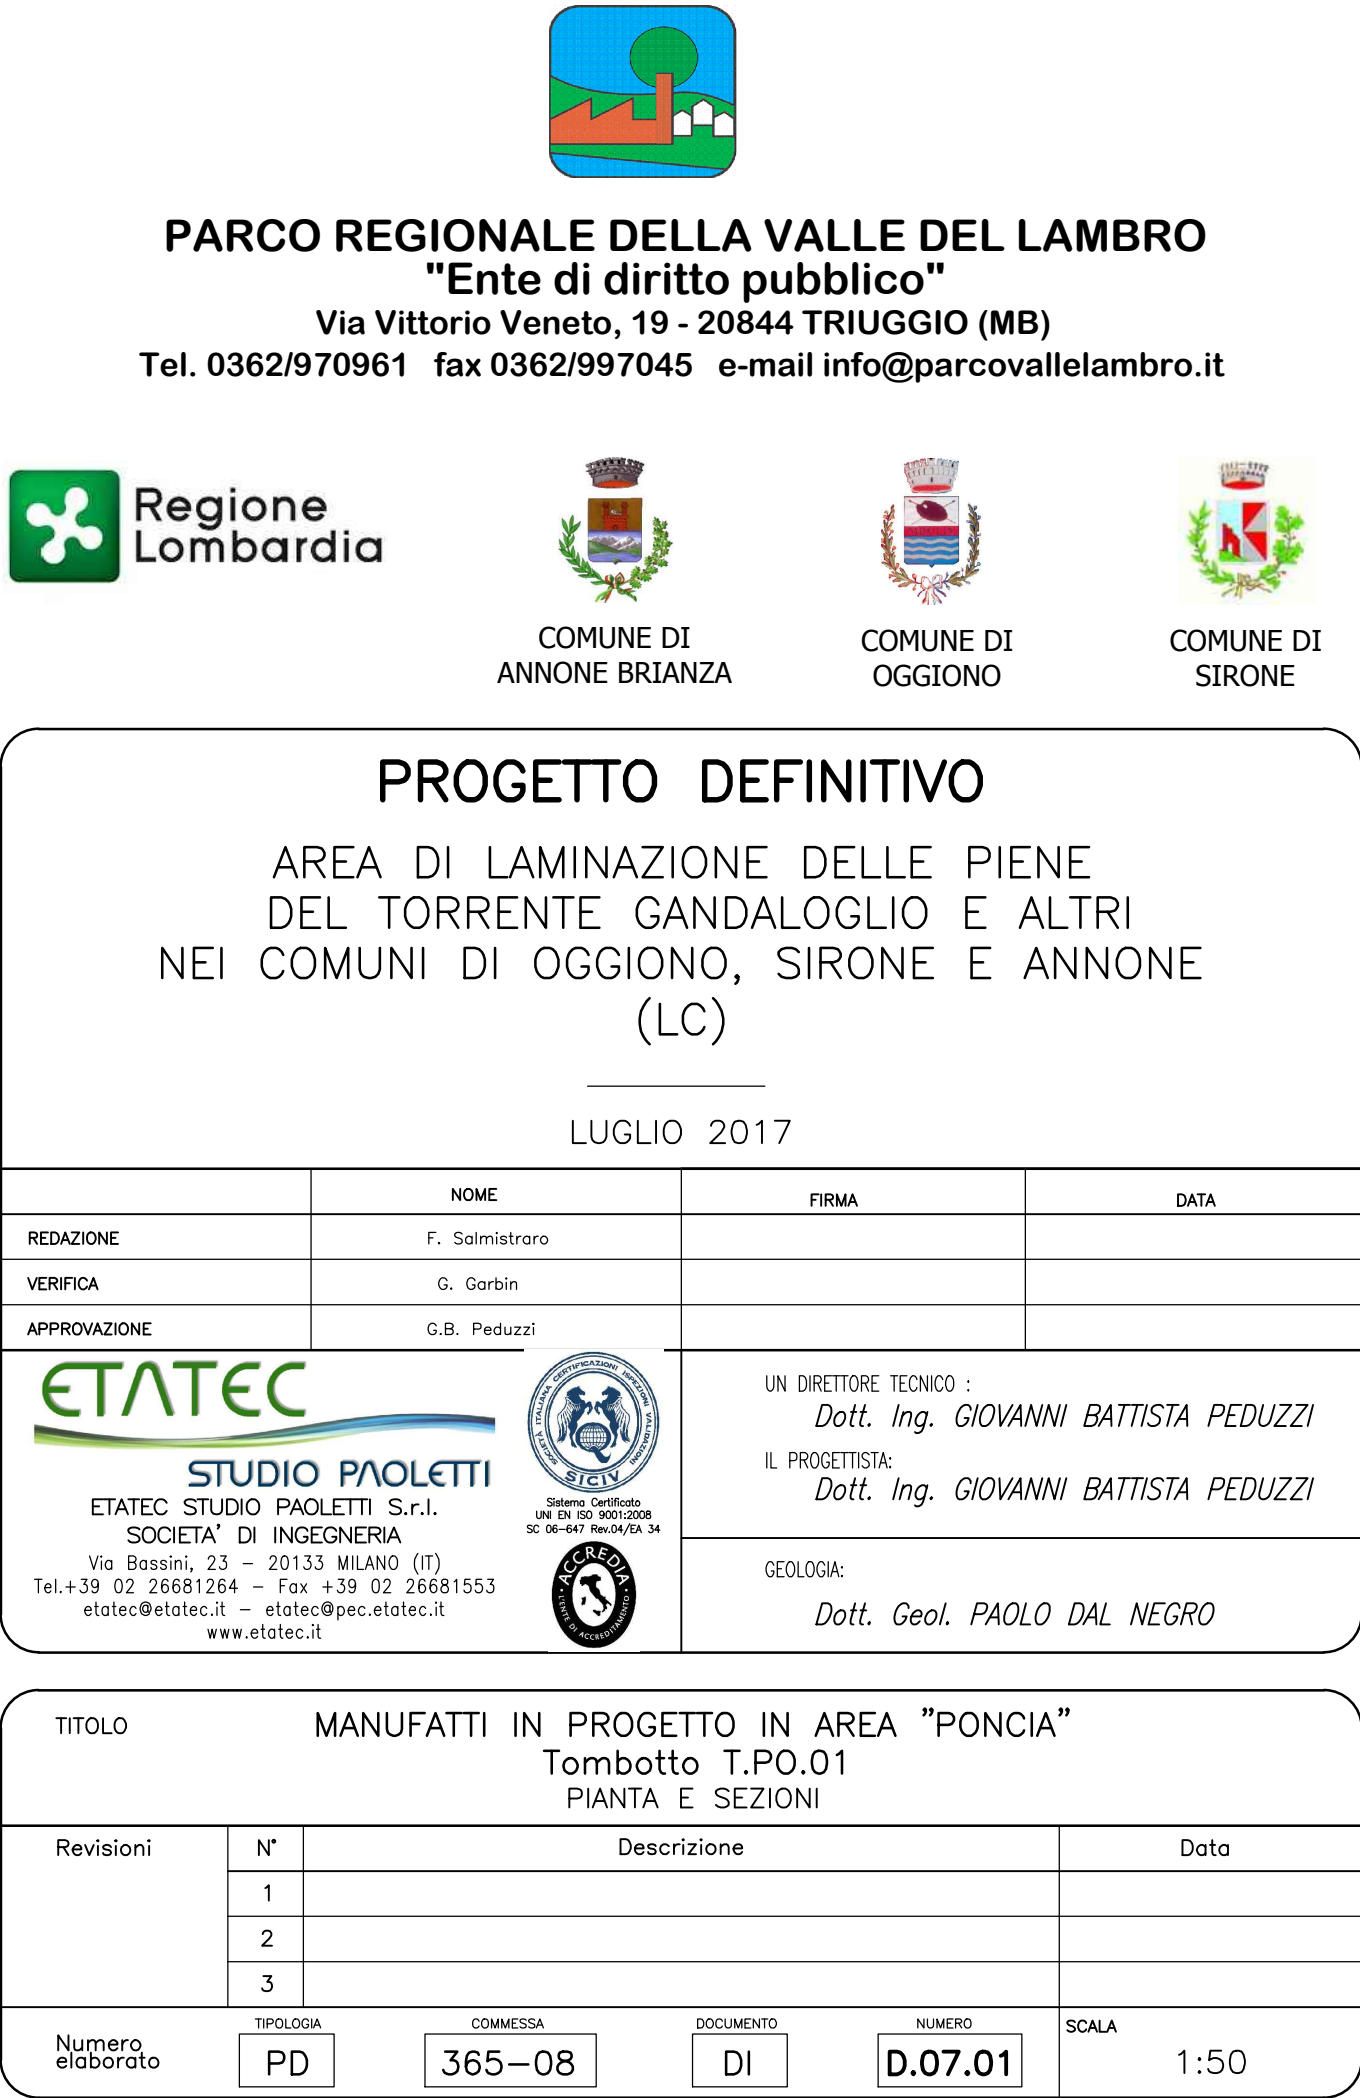 PARCO REGIONALE DELLA VALLE DEL LAMBRO
"Ente di diritto pubblico"
Via Vittorio Veneto, 19 - 20844 TRIUGGIO (MB)
Tel. 0362/970961 fax 0362/997045 e-mail info@parcovallelambro.it
Regione
Lombardia
COMUNE DI
ANNONE BRIANZA
COMUNE DI
OGGIONO
COMUNE DI
SIRONE
PROGETTO DEFINITIVO
AREA DI LAMINAZIONE DELLE PIENE
DEL TORRENTE GANDALOGLIO E ALTRI
NEI COMUNI DI OGGIONO, SIRONE E ANNONE
(LC)
LUGLIO 2017
NOME FIRMA DATA
REDAZIONE F. Salmistraro
VERIFICA G. Garbin
APPROVAZIONE G.B. Peduzzi
ETATEC
STUDIO PAOLETTI
ETATEC STUDIO PAOLETTI S.r.l.
SOCIETA' DI INGEGNERIA
Via Bassini, 23 – 20133 MILANO (IT)
Tel.+39 02 26681264 – Fax +39 02 26681553
etatec@etatec.it – etatec@pec.etatec.it
www.etatec.it
SOCIETÀ ITALIANA CERTIFICAZIONI ISPEZIONI VALIDAZIONI
Q
SICIV
Sistema Certificato
UNI EN ISO 9001:2008
SC 06–647 Rev.04/EA 34
ACCREDIA
L'ENTE DI ACCREDITAMENTO
UN DIRETTORE TECNICO :
Dott. Ing. GIOVANNI BATTISTA PEDUZZI
IL PROGETTISTA:
Dott. Ing. GIOVANNI BATTISTA PEDUZZI
GEOLOGIA:
Dott. Geol. PAOLO DAL NEGRO
TITOLO
MANUFATTI IN PROGETTO IN AREA "PONCIA"
Tombotto T.PO.01
PIANTA E SEZIONI
Revisioni N° Descrizione Data
1
2
3
Numero
elaborato
TIPOLOGIA
PD
COMMESSA
365–08
DOCUMENTO
DI
NUMERO
D.07.01
SCALA
1:50